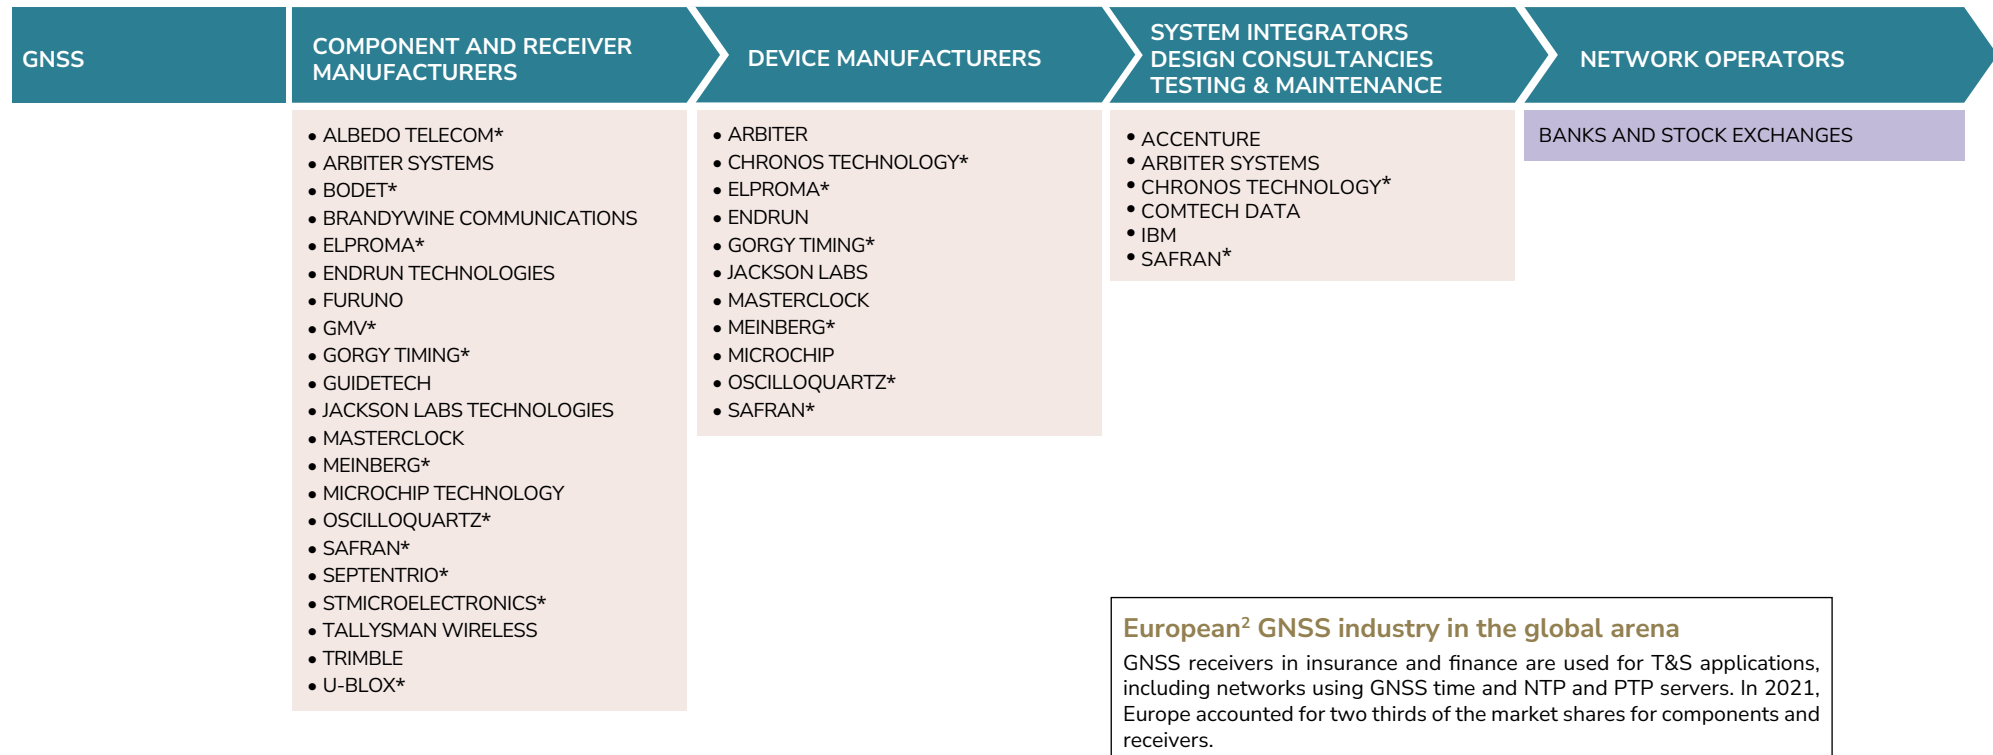 GNSS
COMPONENT AND RECEIVER
MANUFACTURERS
DEVICE MANUFACTURERS
SYSTEM INTEGRATORS
DESIGN CONSULTANCIES
TESTING & MAINTENANCE
NETWORK OPERATORS
• ALBEDO TELECOM*
• ARBITER SYSTEMS
• BODET*
• BRANDYWINE COMMUNICATIONS
• ELPROMA*
• ENDRUN TECHNOLOGIES
• FURUNO
• GMV*
• GORGY TIMING*
• GUIDETECH
• JACKSON LABS TECHNOLOGIES
• MASTERCLOCK
• MEINBERG*
• MICROCHIP TECHNOLOGY
• OSCILLOQUARTZ*
• SAFRAN*
• SEPTENTRIO*
• STMICROELECTRONICS*
• TALLYSMAN WIRELESS
• TRIMBLE
• U-BLOX*
• ARBITER
• CHRONOS TECHNOLOGY*
• ELPROMA*
• ENDRUN
• GORGY TIMING*
• JACKSON LABS
• MASTERCLOCK
• MEINBERG*
• MICROCHIP
• OSCILLOQUARTZ*
• SAFRAN*
• ACCENTURE
• ARBITER SYSTEMS
• CHRONOS TECHNOLOGY*
• COMTECH DATA
• IBM
• SAFRAN*
BANKS AND STOCK EXCHANGES
European² GNSS industry in the global arena
GNSS receivers in insurance and finance are used for T&S applications,
including networks using GNSS time and NTP and PTP servers. In 2021,
Europe accounted for two thirds of the market shares for components and
receivers.